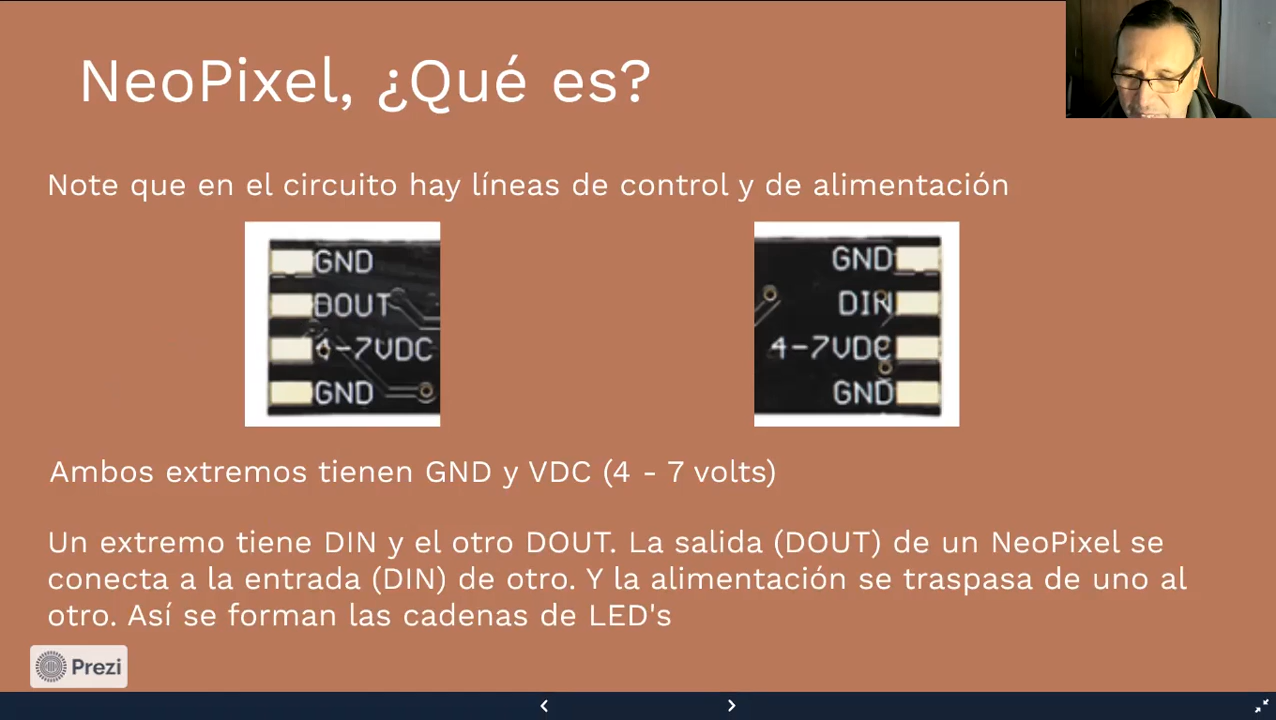 NeoPixel, ¿Qué es?
Note que en el circuito hay líneas de control y de alimentación
GND
DOUT
4-7VDC
GND
GND
DIN
4-7VDC
GND
Ambos extremos tienen GND y VDC (4 - 7 volts)
Un extremo tiene DIN y el otro DOUT. La salida (DOUT) de un NeoPixel se
conecta a la entrada (DIN) de otro. Y la alimentación se traspasa de uno al
otro. Así se forman las cadenas de LED's
Prezi